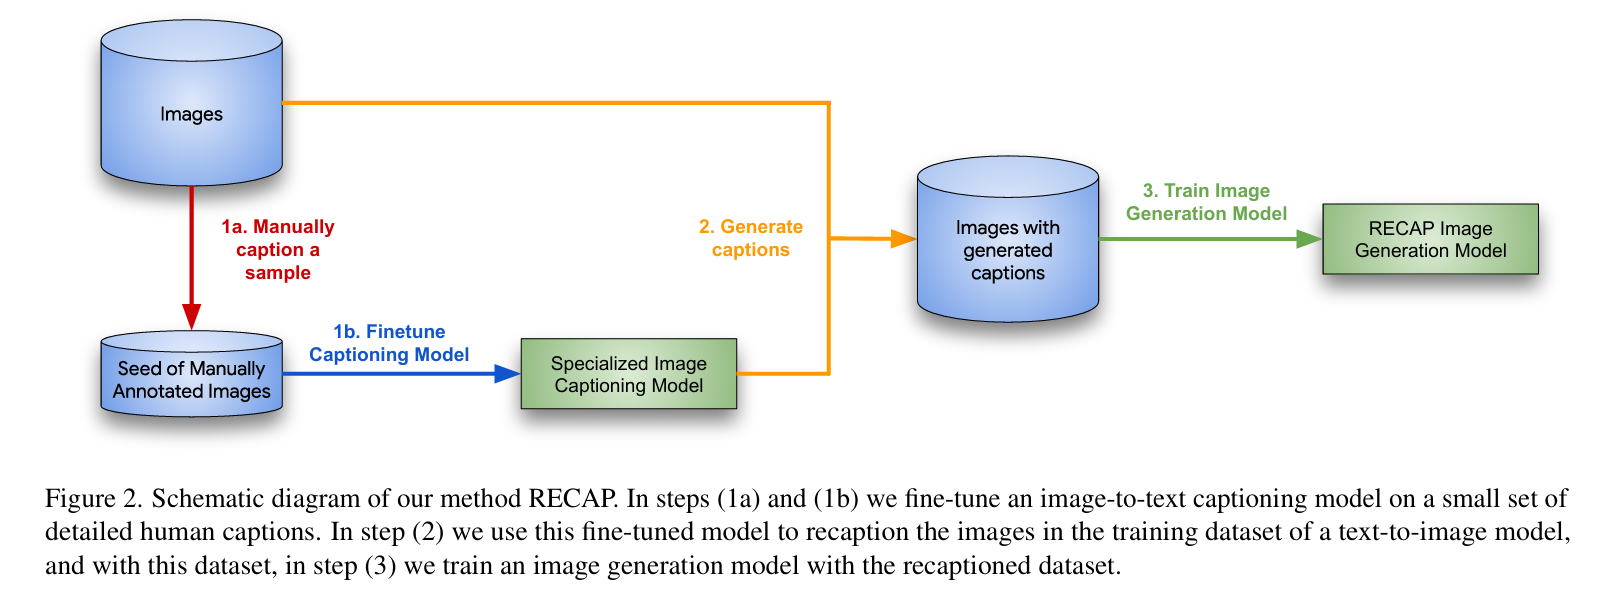 Images
1a. Manually
caption a
sample
2. Generate
captions
Images with
generated
captions
3. Train Image
Generation Model
RECAP Image
Generation Model
Seed of Manually
Annotated Images
1b. Finetune
Captioning Model
Specialized Image
Captioning Model
Figure 2. Schematic diagram of our method RECAP. In steps (1a) and (1b) we fine-tune an image-to-text captioning model on a small set of
detailed human captions. In step (2) we use this fine-tuned model to recaption the images in the training dataset of a text-to-image model,
and with this dataset, in step (3) we train an image generation model with the recaptioned dataset.